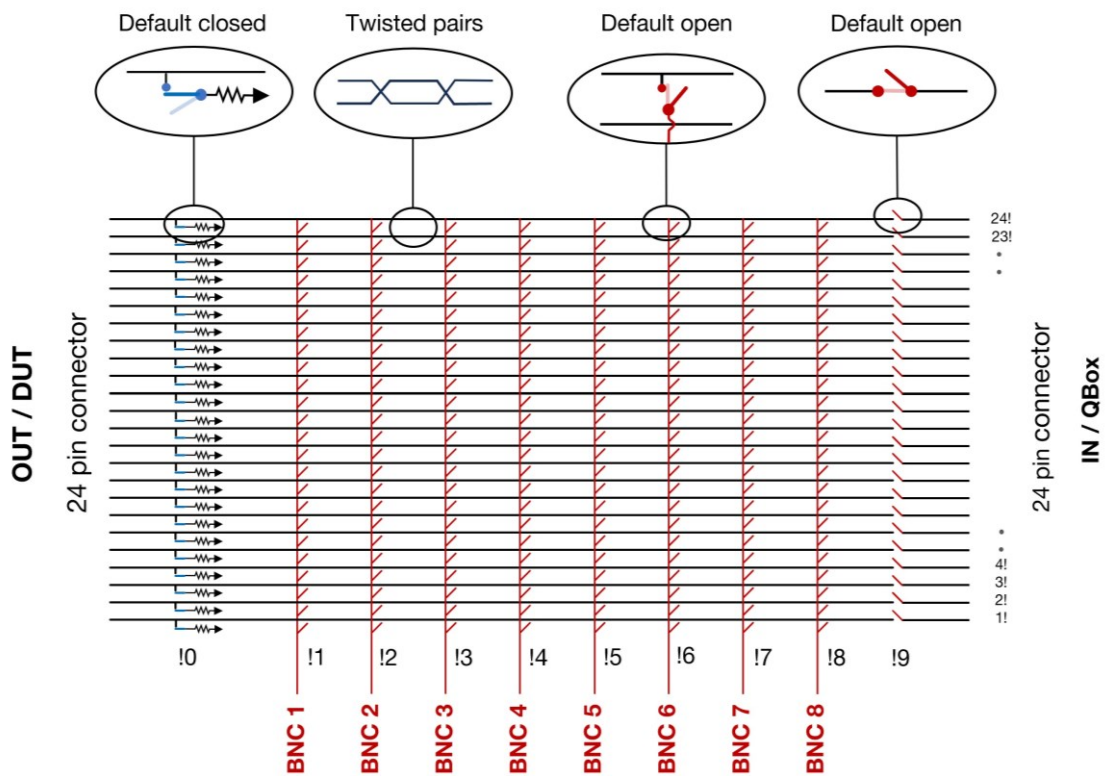 Default closed
Twisted pairs
Default open
Default open
24!
23!
4!
3!
2!
1!
OUT / DUT
24 pin connector
24 pin connector
IN / QBox
!0
!1
!2
!3
!4
!5
!6
!7
!8
!9
BNC 1
BNC 2
BNC 3
BNC 4
BNC 5
BNC 6
BNC 7
BNC 8